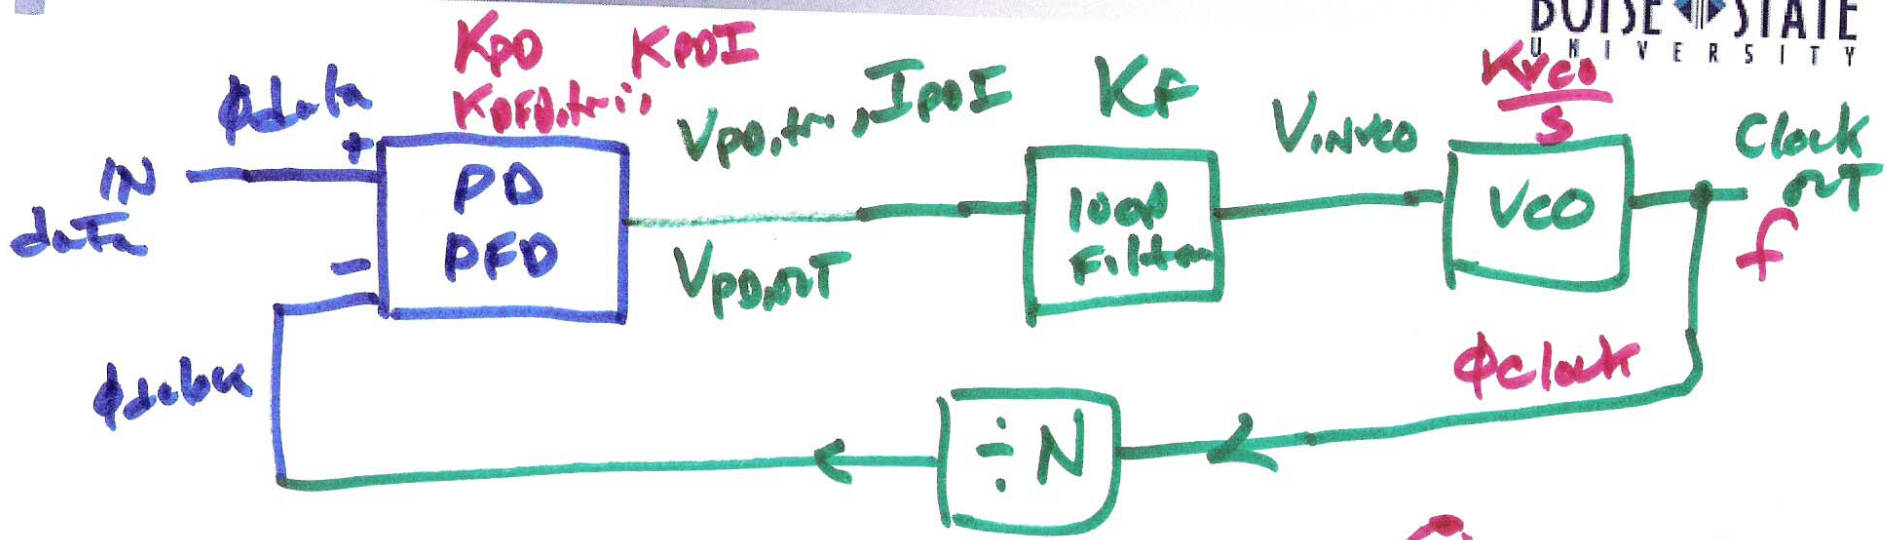 BOISE STATE
UNIVERSITY
KPD KPDI
KPFD,tri,
φdata
VPD,tri, IPDI
KF
KVCO
S
+
IN
data
PD
PFD
VINVCO
loop
Filter
VCO
Clock
OUT
f
-
VPD,OUT
φdclock
φclock
÷N